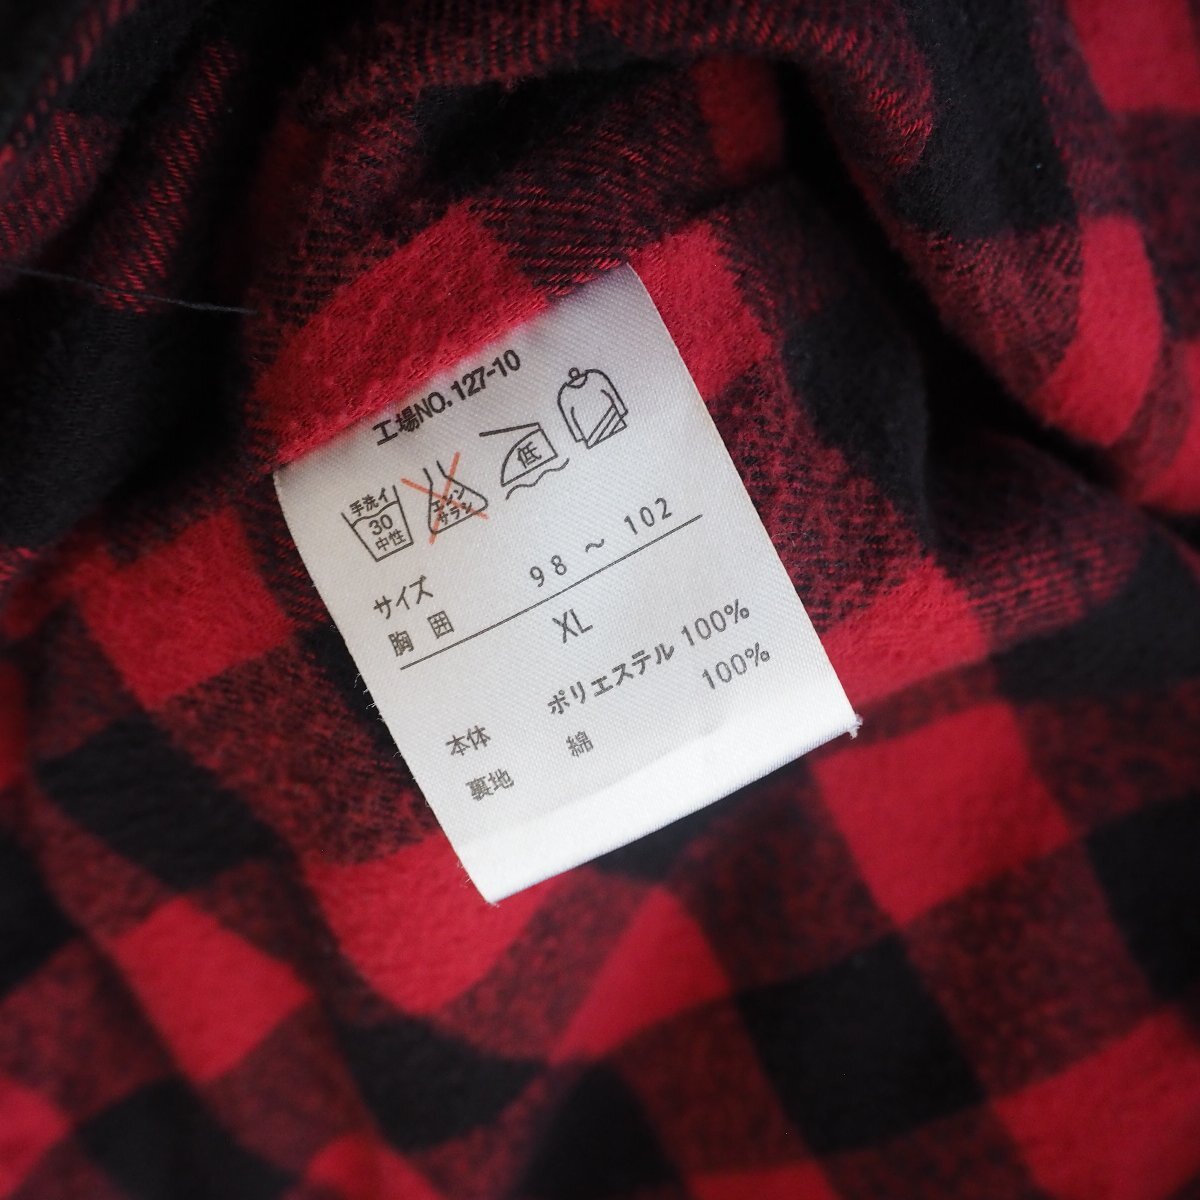 工場NO.127-10
手洗イ
30
中性
エンソ
サラシ
低
サイズ
胸囲 98 ～ 102
XL
本体 ポリエステル 100%
裏地 綿 100%